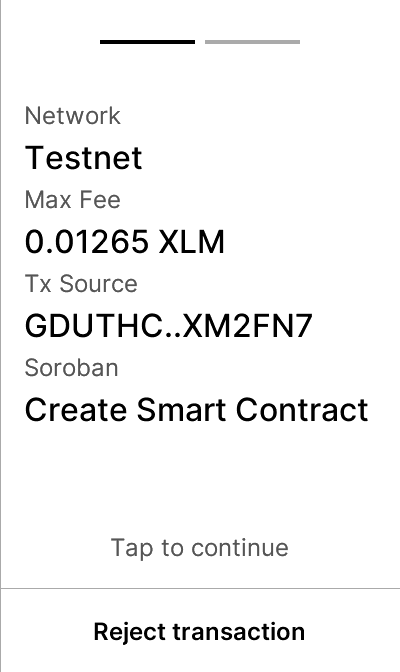 Network
Testnet
Max Fee
0.01265 XLM
Tx Source
GDUTHC..XM2FN7
Soroban
Create Smart Contract
Tap to continue
Reject transaction